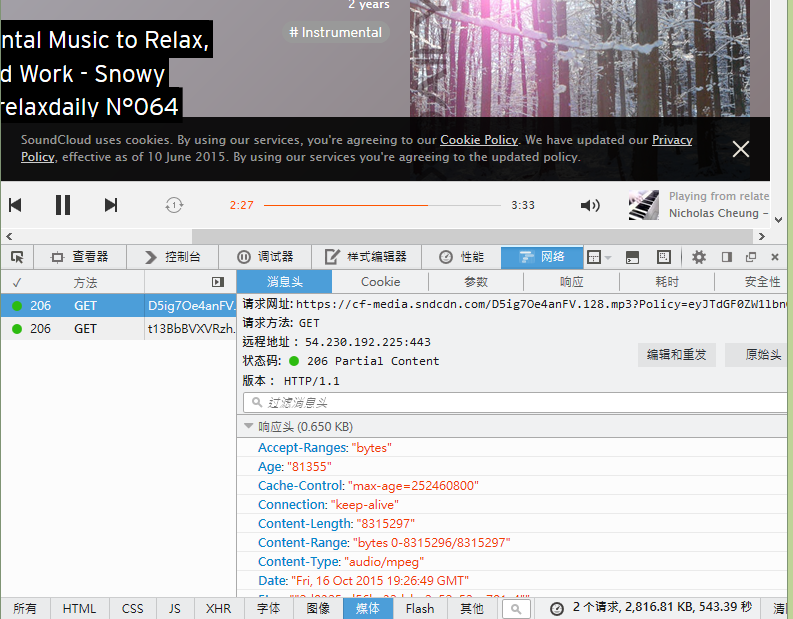 2 years
ntal Music to Relax,
# Instrumental
d Work - Snowy
relaxdaily N°064
SoundCloud uses cookies. By using our services, you're agreeing to our Cookie Policy. We have updated our Privacy
Policy, effective as of 10 June 2015. By using our services you're agreeing to the updated policy.
1
2:27
3:33
Playing from relate
Nicholas Cheung –
查看器
控制台
调试器
样式编辑器
性能
网络
✓ 方法
消息头 Cookie 参数 响应 耗时 安全性
206 GET D5ig7Oe4anFV.
206 GET t13BbBVXVRzh.
请求网址: https://cf-media.sndcdn.com/D5ig7Oe4anFV.128.mp3?Policy=eyJTdGF0ZW1lbn
请求方法: GET
远程地址: 54.230.192.225:443
状态码: 206 Partial Content
编辑和重发 原始头
版本: HTTP/1.1
过滤消息头
响应头 (0.650 KB)
Accept-Ranges: "bytes"
Age: "81355"
Cache-Control: "max-age=252460800"
Connection: "keep-alive"
Content-Length: "8315297"
Content-Range: "bytes 0-8315296/8315297"
Content-Type: "audio/mpeg"
Date: "Fri, 16 Oct 2015 19:26:49 GMT"
所有 HTML CSS JS XHR 字体 图像 媒体 Flash 其他
2 个请求, 2,816.81 KB, 543.39 秒